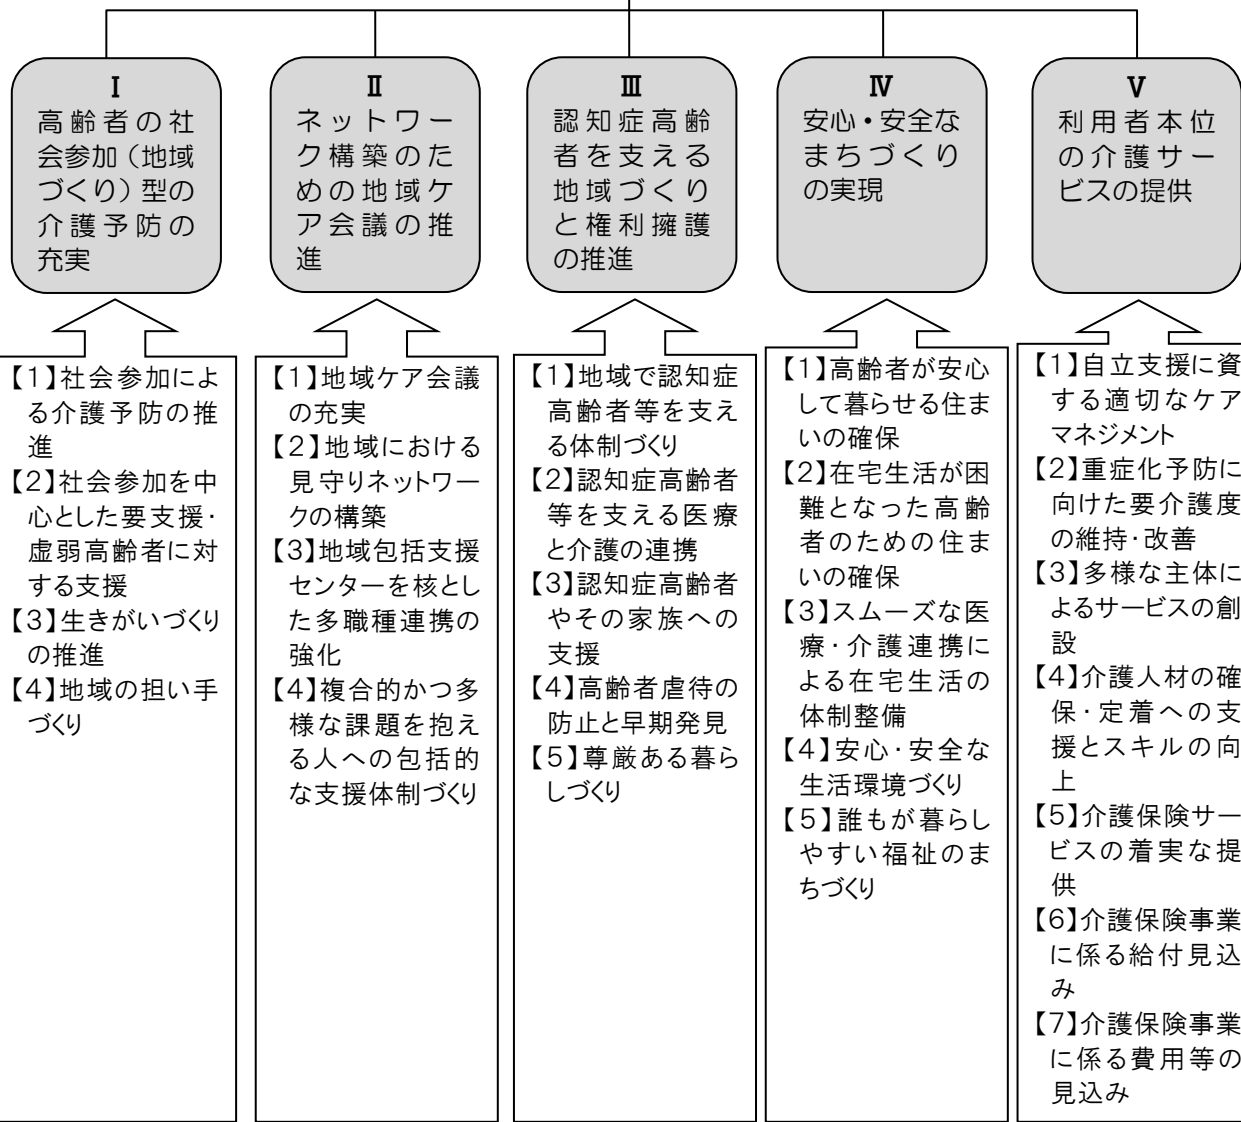 Ⅰ
高齢者の社
会参加(地域
づくり)型の
介護予防の
充実
Ⅱ
ネットワー
ク構築のた
めの地域ケ
ア会議の推
進
Ⅲ
認知症高齢
者を支える
地域づくり
と権利擁護
の推進
Ⅳ
安心・安全な
まちづくり
の実現
Ⅴ
利用者本位
の介護サー
ビスの提供
【1】社会参加によ
る介護予防の推
進
【2】社会参加を中
心とした要支援・
虚弱高齢者に対
する支援
【3】生きがいづくり
の推進
【4】地域の担い手
づくり
【1】地域ケア会議
の充実
【2】地域における
見守りネットワー
クの構築
【3】地域包括支援
センターを核とし
た多職種連携の
強化
【4】複合的かつ多
様な課題を抱え
る人への包括的
な支援体制づくり
【1】地域で認知症
高齢者等を支え
る体制づくり
【2】認知症高齢者
等を支える医療
と介護の連携
【3】認知症高齢者
やその家族への
支援
【4】高齢者虐待の
防止と早期発見
【5】尊厳ある暮ら
しづくり
【1】高齢者が安心
して暮らせる住ま
いの確保
【2】在宅生活が困
難となった高齢
者のための住ま
いの確保
【3】スムーズな医
療・介護連携に
よる在宅生活の
体制整備
【4】安心・安全な
生活環境づくり
【5】誰もが暮らし
やすい福祉のま
ちづくり
【1】自立支援に資
する適切なケア
マネジメント
【2】重症化予防に
向けた要介護度
の維持・改善
【3】多様な主体に
よるサービスの創
設
【4】介護人材の確
保・定着への支
援とスキルの向
上
【5】介護保険サー
ビスの着実な提
供
【6】介護保険事業
に係る給付見込
み
【7】介護保険事業
に係る費用等の
見込み